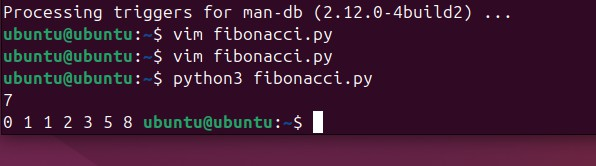 Processing triggers for man-db (2.12.0-4build2) ...
ubuntu@ubuntu:~$ vim fibonacci.py
ubuntu@ubuntu:~$ vim fibonacci.py
ubuntu@ubuntu:~$ python3 fibonacci.py
7
0 1 1 2 3 5 8 ubuntu@ubuntu:~$